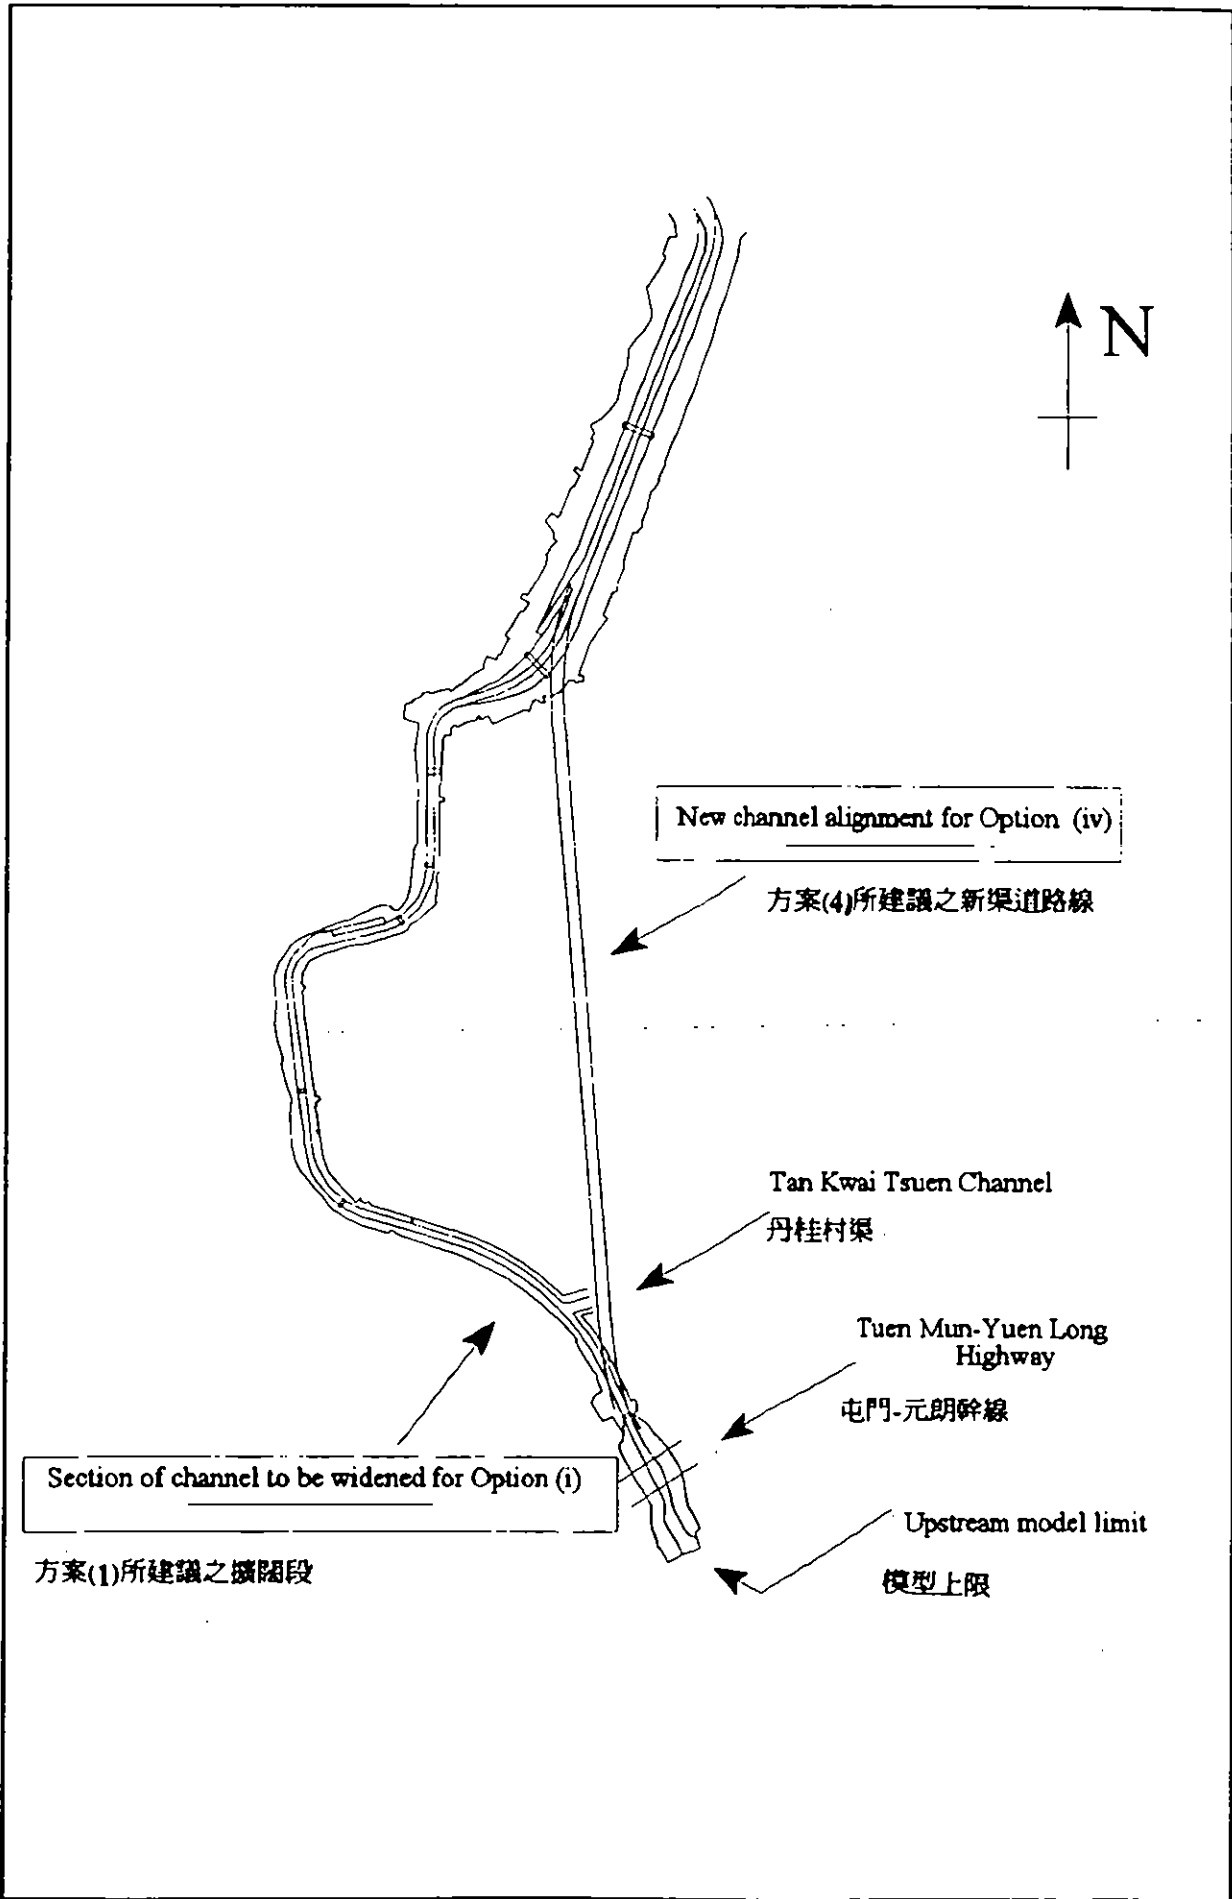 N
New channel alignment for Option (iv)
方案(4)所建議之新渠道路線
Tan Kwai Tsuen Channel
丹桂村渠
Tuen Mun-Yuen Long
Highway
屯門-元朗幹線
Section of channel to be widened for Option (i)
方案(1)所建議之擴闊段
Upstream model limit
模型上限